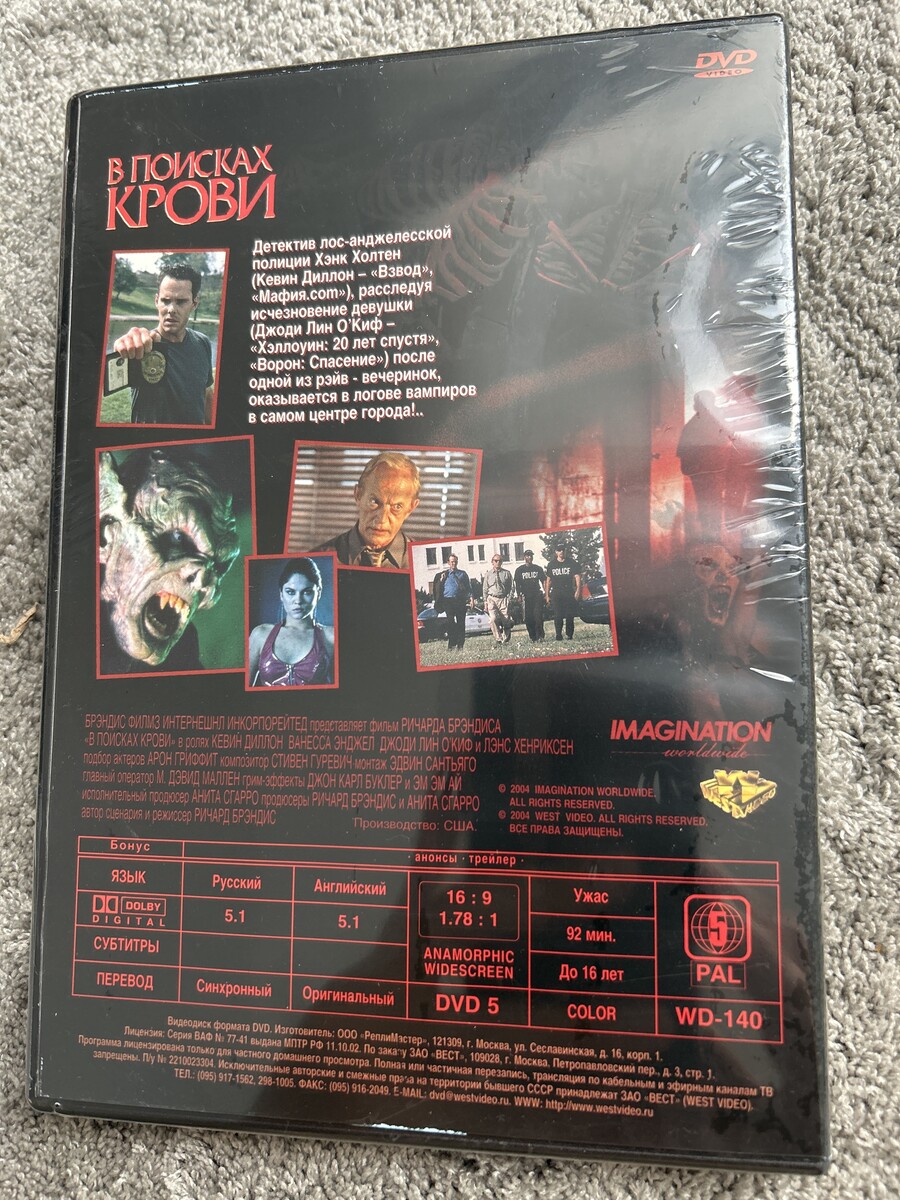 DVD
VIDEO
В ПОИСКАХ
КРОВИ
Детектив лос-анджелесской
полиции Хэнк Холтен
(Кевин Диллон – «Взвод»,
«Мафия.com»), расследуя
исчезновение девушки
(Джоди Лин О'Киф –
«Хэллоуин: 20 лет спустя»,
«Ворон: Спасение») после
одной из рэйв - вечеринок,
оказывается в логове вампиров
в самом центре города!..
POLICE
POLICE
БРЭНДИС ФИЛМЗ ИНТЕРНЕШНЛ ИНКОРПОРЕЙТЕД представляет фильм РИЧАРДА БРЭНДИСА
«В ПОИСКАХ КРОВИ» в ролях КЕВИН ДИЛЛОН ВАНЕССА ЭНДЖЕЛ ДЖОДИ ЛИН О'КИФ и ЛЭНС ХЕНРИКСЕН
подбор актеров АРОН ГРИФФИТ композитор СТИВЕН ГУРЕВИЧ монтаж ЭДВИН САНТЬЯГО
главный оператор М. ДЭВИД МАЛЛЕН грим-эффекты ДЖОН КАРЛ БУКЛЕР и ЭМ ЭМ АЙ
исполнительный продюсер АНИТА СГАРРО продюсеры РИЧАРД БРЭНДИС и АНИТА СГАРРО
автор сценария и режиссер РИЧАРД БРЭНДИС
Производство: США.
IMAGINATION
worldwide
© 2004 IMAGINATION WORLDWIDE.
ALL RIGHTS RESERVED.
© 2004 WEST VIDEO. ALL RIGHTS RESERVED.
ВСЕ ПРАВА ЗАЩИЩЕНЫ.
Бонус
· анонсы · трейлер ·
ЯЗЫК
Русский
Английский
16 : 9
1.78 : 1
Ужас
5
PAL
DOLBY
DIGITAL
5.1
5.1
92 мин.
СУБТИТРЫ
ANAMORPHIC
WIDESCREEN
До 16 лет
ПЕРЕВОД
Синхронный
Оригинальный
DVD 5
COLOR
WD-140
Видеодиск формата DVD. Изготовитель: ООО «РеплиМастер», 121309, г. Москва, ул. Сеславинская, д. 16, корп. 1.
Лицензия: Серия ВАФ № 77-41 выдана МПТР РФ 11.10.02. По заказу ЗАО «ВЕСТ», 109028, г. Москва, Петропавловский пер., д. 3, стр. 1.
Программа лицензирована только для частного домашнего просмотра. Полная или частичная перезапись, трансляция по кабельным и эфирным каналам ТВ
запрещены. П/у № 2210023304. Исключительные авторские и смежные права на территории бывшего СССР принадлежат ЗАО «ВЕСТ» (WEST VIDEO).
ТЕЛ.: (095) 917-1562, 298-1005. ФАКС: (095) 916-2049. E-MAIL: dvd@westvideo.ru. WWW: http://www.westvideo.ru